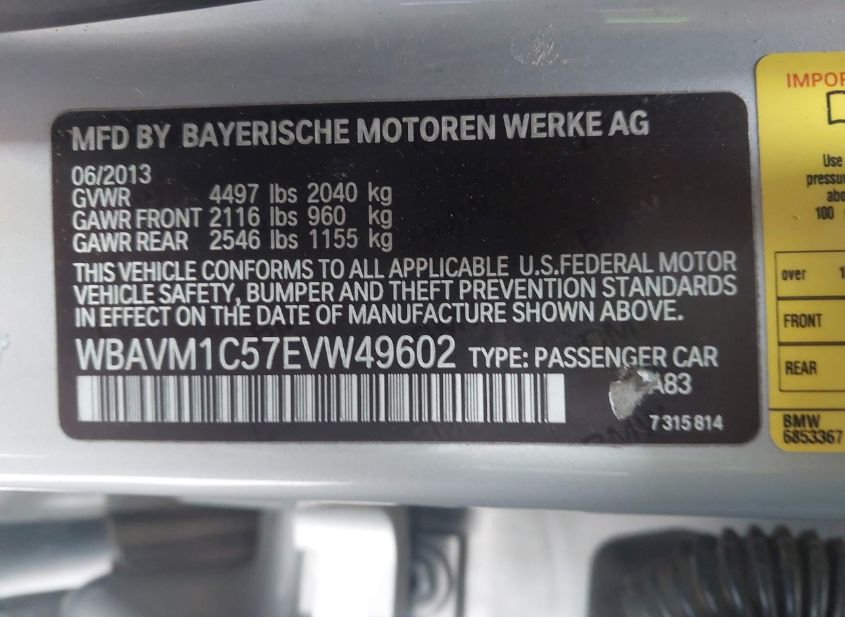 MFD BY BAYERISCHE MOTOREN WERKE AG
06/2013
GVWR 4497 lbs 2040 kg
GAWR FRONT 2116 lbs 960 kg
GAWR REAR 2546 lbs 1155 kg
THIS VEHICLE CONFORMS TO ALL APPLICABLE U.S.FEDERAL MOTOR
VEHICLE SAFETY, BUMPER AND THEFT PREVENTION STANDARDS
IN EFFECT ON THE DATE OF MANUFACTURE SHOWN ABOVE.
WBAVM1C57EVW49602 TYPE: PASSENGER CAR
A83
7 315 814
Use
pressure
100
over
FRONT
REAR
BMW
6853367